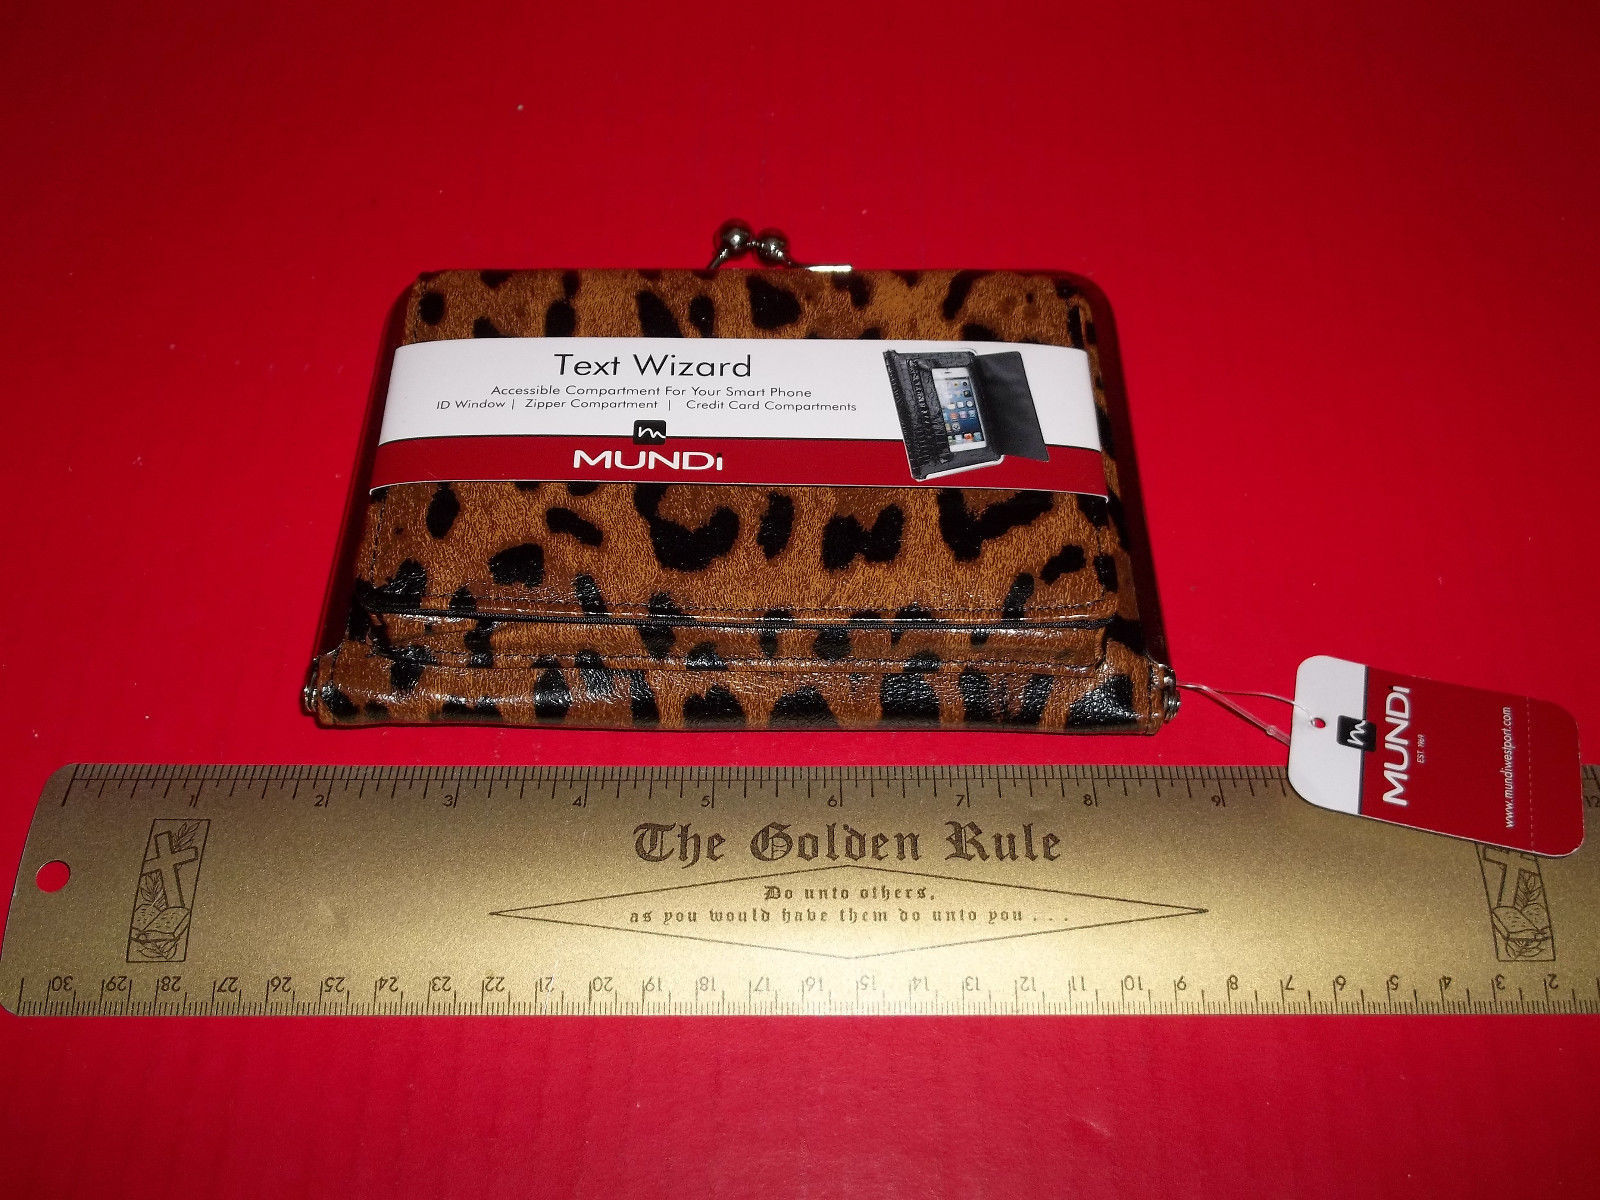 Text Wizard
Accessible Compartment For Your Smart Phone
ID Window | Zipper Compartment | Credit Card Compartments
m
MUNDi
m
MUNDi
EST. 1969
www.mundiwestport.com
1 2 3 4 5 6 7 8 9 12
The Golden Rule
Do unto others,
as you would have them do unto you . . .
30 29 28 27 26 25 24 23 22 21 20 19 18 17 16 15 14 13 12 11 10 9 8 7 6 5 4 3 2